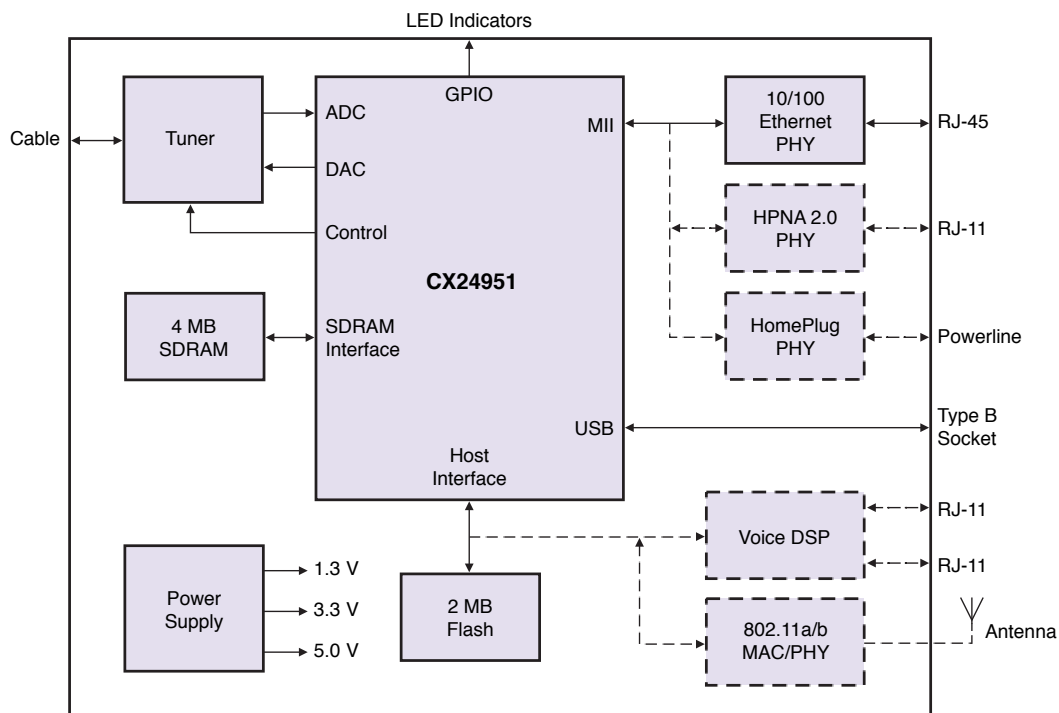 LED Indicators
GPIO
ADC
DAC
Control
CX24951
SDRAM
Interface
MII
USB
Host
Interface
Cable
Tuner
4 MB
SDRAM
Power
Supply
1.3 V
3.3 V
5.0 V
2 MB
Flash
10/100
Ethernet
PHY
RJ-45
HPNA 2.0
PHY
RJ-11
HomePlug
PHY
Powerline
Type B
Socket
Voice DSP
RJ-11
RJ-11
802.11a/b
MAC/PHY
Antenna